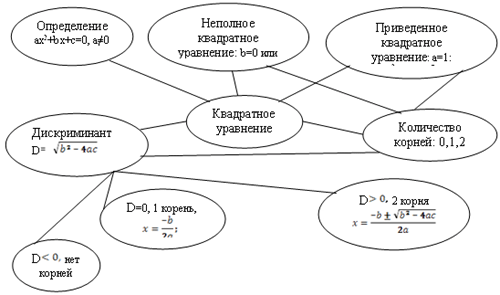 Определение
ax²+bx+c=0, a≠0
Неполное
квадратное
уравнение: b=0 или
Приведенное
квадратное
уравнение: a=1:
Квадратное
уравнение
Дискриминант
D= √b² − 4ac
Количество
корней: 0,1,2
D=0, 1 корень,
x = −b/2a;
D > 0, 2 корня
x = −b ± √b² − 4ac / 2a
D < 0, нет
корней